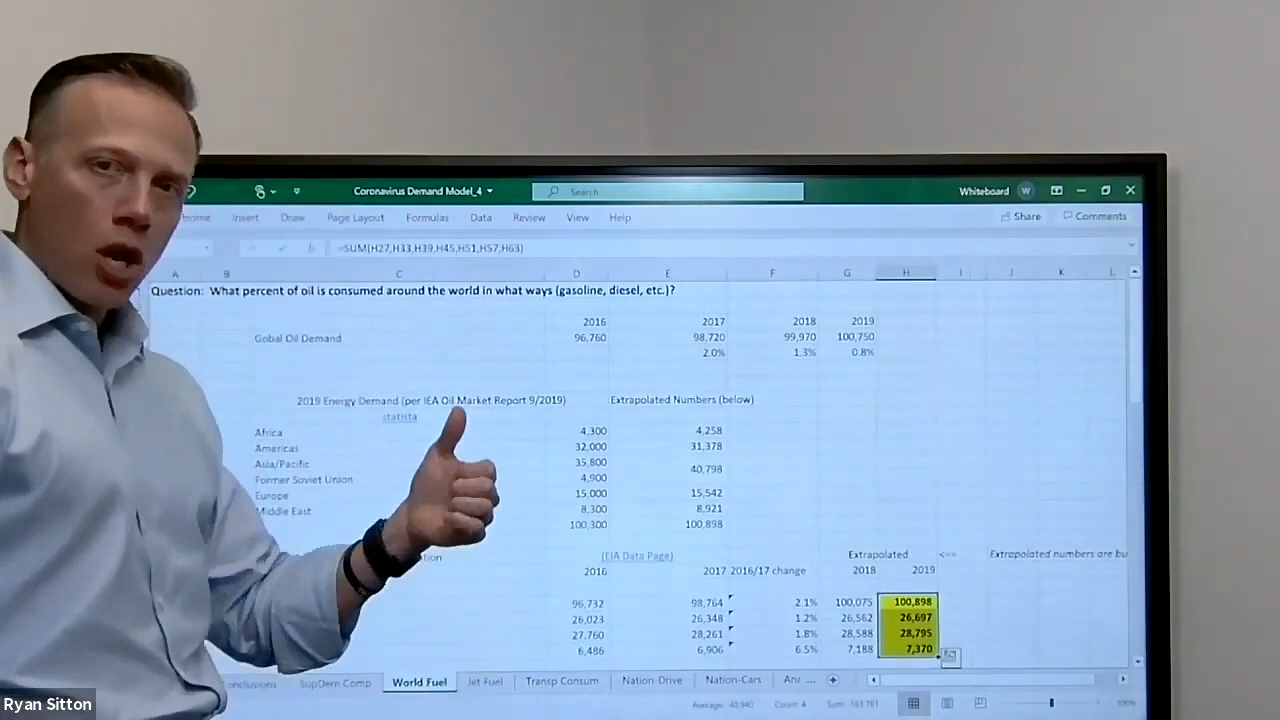 Coronavirus Demand Model_4
Search
Whiteboard W
Insert Draw Page Layout Formulas Data Review View Help
Share Comments
=SUM(H27,H33,H39,H45,H51,H57,H63)
A B C D E F G H I J K L
Question: What percent of oil is consumed around the world in what ways (gasoline, diesel, etc.)?
2016 2017 2018 2019
Gobal Oil Demand 96,760 98,720 99,970 100,750
2.0% 1.3% 0.8%
2019 Energy Demand (per IEA Oil Market Report 9/2019) Extrapolated Numbers (below)
statista
Africa 4,300 4,258
Americas 32,000 31,378
Asia/Pacific 35,800
40,798
Former Soviet Union 4,900
Europe 15,000 15,542
Middle East 8,300 8,921
100,300 100,898
(EIA Data Page) Extrapolated <== Extrapolated numbers are bu
2016 2017 2016/17 change 2018 2019
96,732 98,764 2.1% 100,075 100,898
26,023 26,348 1.2% 26,562 26,697
27,760 28,261 1.8% 28,588 28,795
6,486 6,906 6.5% 7,188 7,370
SupDem Comp World Fuel Jet Fuel Transp Consum Nation-Drive Nation-Cars
Average: 40,940 Count: 4 Sum: 163,761 100%
Ryan Sitton